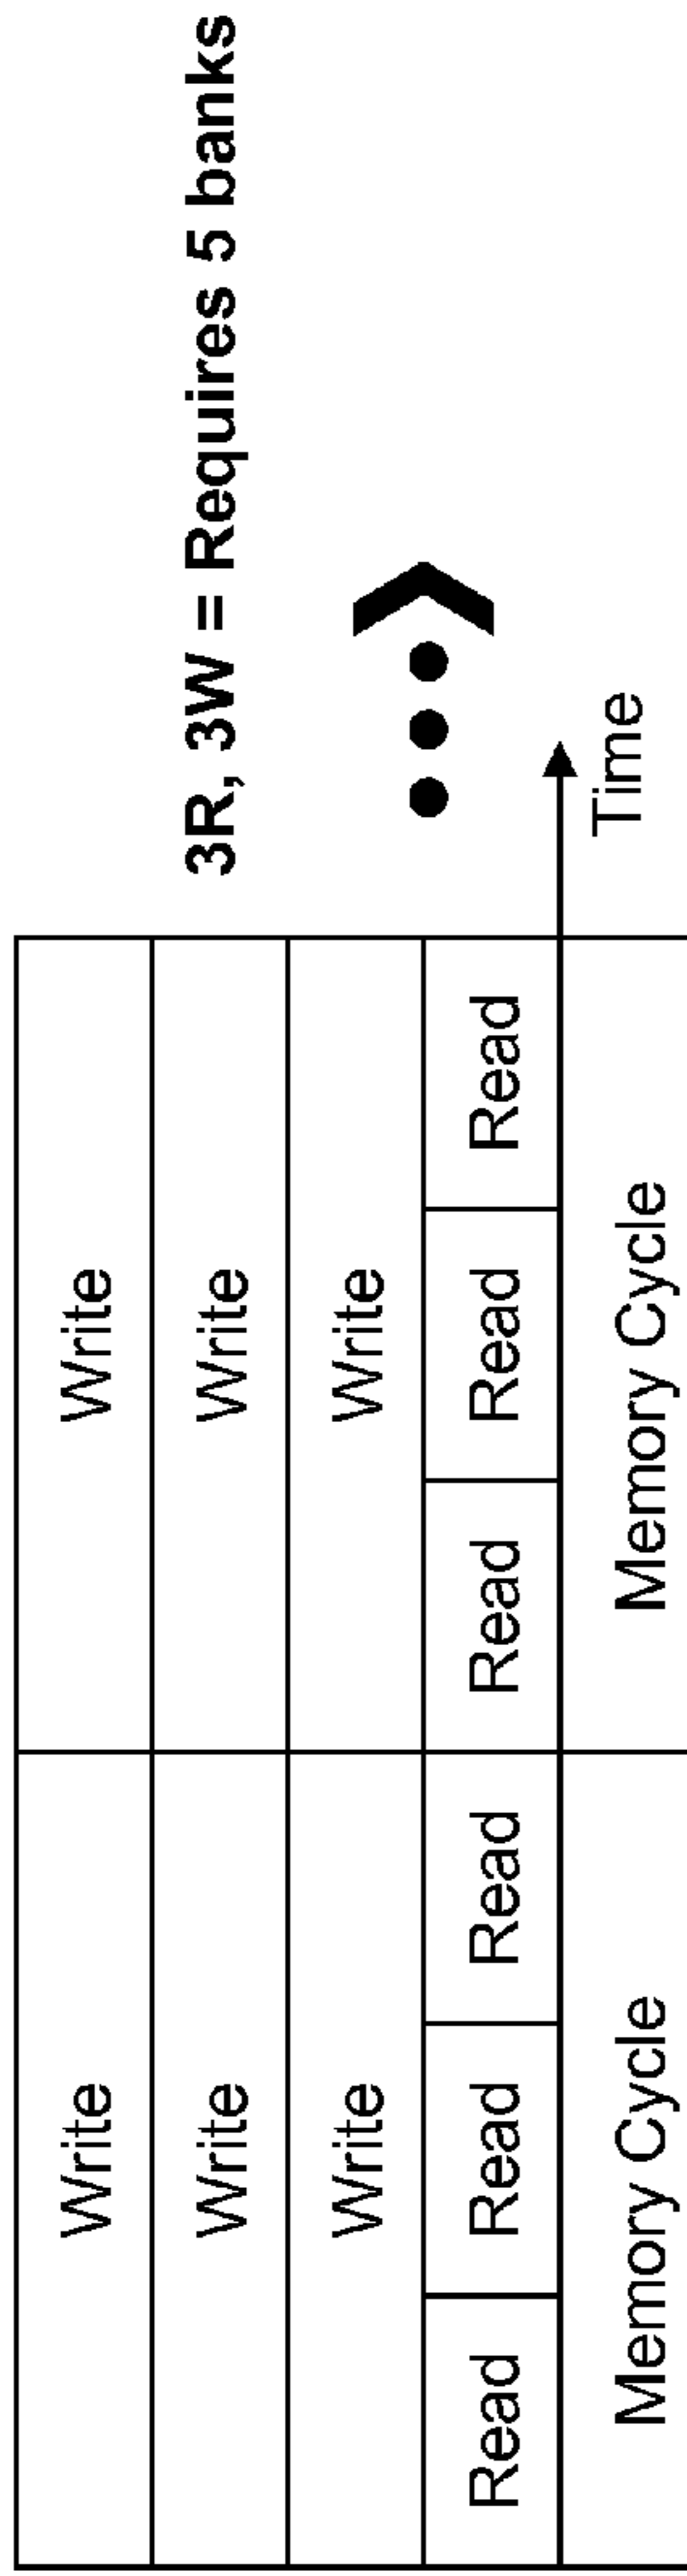 3R, 3W = Requires 5 banks
Write Write
Write Write
Write Write
Read Read Read Read Read Read
Time
Memory Cycle Memory Cycle